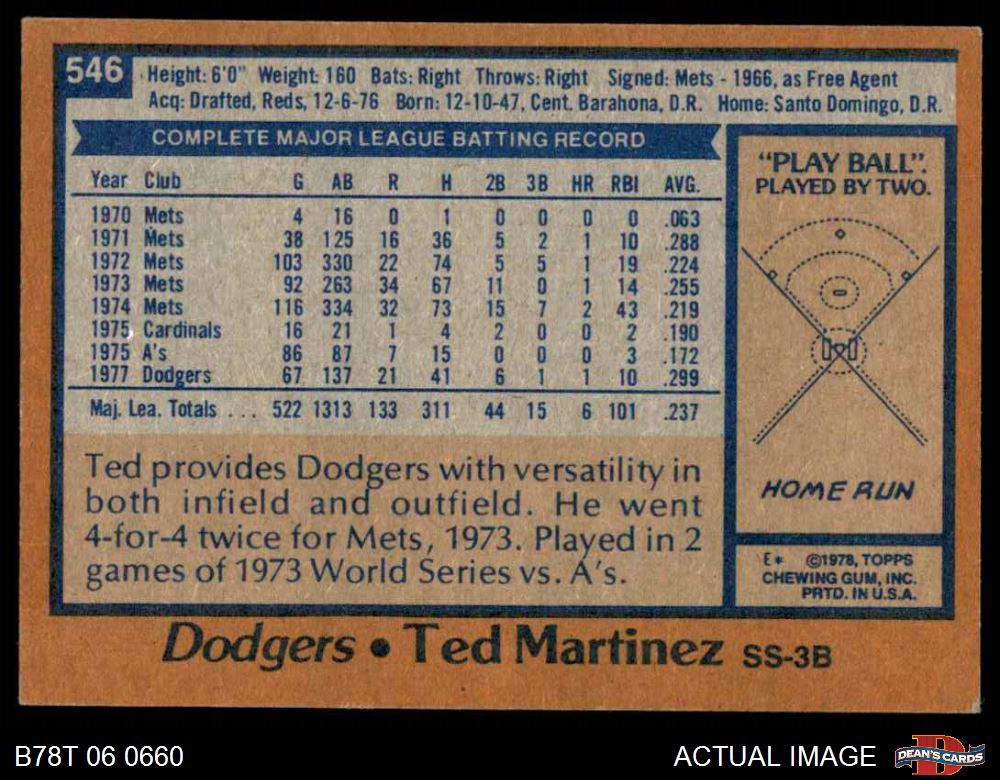 546
Height: 6'0" Weight: 160 Bats: Right Throws: Right Signed: Mets - 1966, as Free Agent
Acq: Drafted, Reds, 12-6-76 Born: 12-10-47, Cent. Barahona, D.R. Home: Santo Domingo, D.R.
COMPLETE MAJOR LEAGUE BATTING RECORD
Year Club G AB R H 2B 3B HR RBI AVG.
1970 Mets 4 16 0 1 0 0 0 0 .063
1971 Mets 38 125 16 36 5 2 1 10 .288
1972 Mets 103 330 22 74 5 5 1 19 .224
1973 Mets 92 263 34 67 11 0 1 14 .255
1974 Mets 116 334 32 73 15 7 2 43 .219
1975 Cardinals 16 21 1 4 2 0 0 2 .190
1975 A's 86 87 7 15 0 0 0 3 .172
1977 Dodgers 67 137 21 41 6 1 1 10 .299
Maj. Lea. Totals . . . 522 1313 133 311 44 15 6 101 .237
Ted provides Dodgers with versatility in
both infield and outfield. He went
4-for-4 twice for Mets, 1973. Played in 2
games of 1973 World Series vs. A's.
"PLAY BALL".
PLAYED BY TWO.
HOME RUN
E* ©1978, TOPPS
CHEWING GUM, INC.
PRTD. IN U.S.A.
Dodgers • Ted Martinez SS-3B
B78T 06 0660
ACTUAL IMAGE
D
DEAN'S CARDS